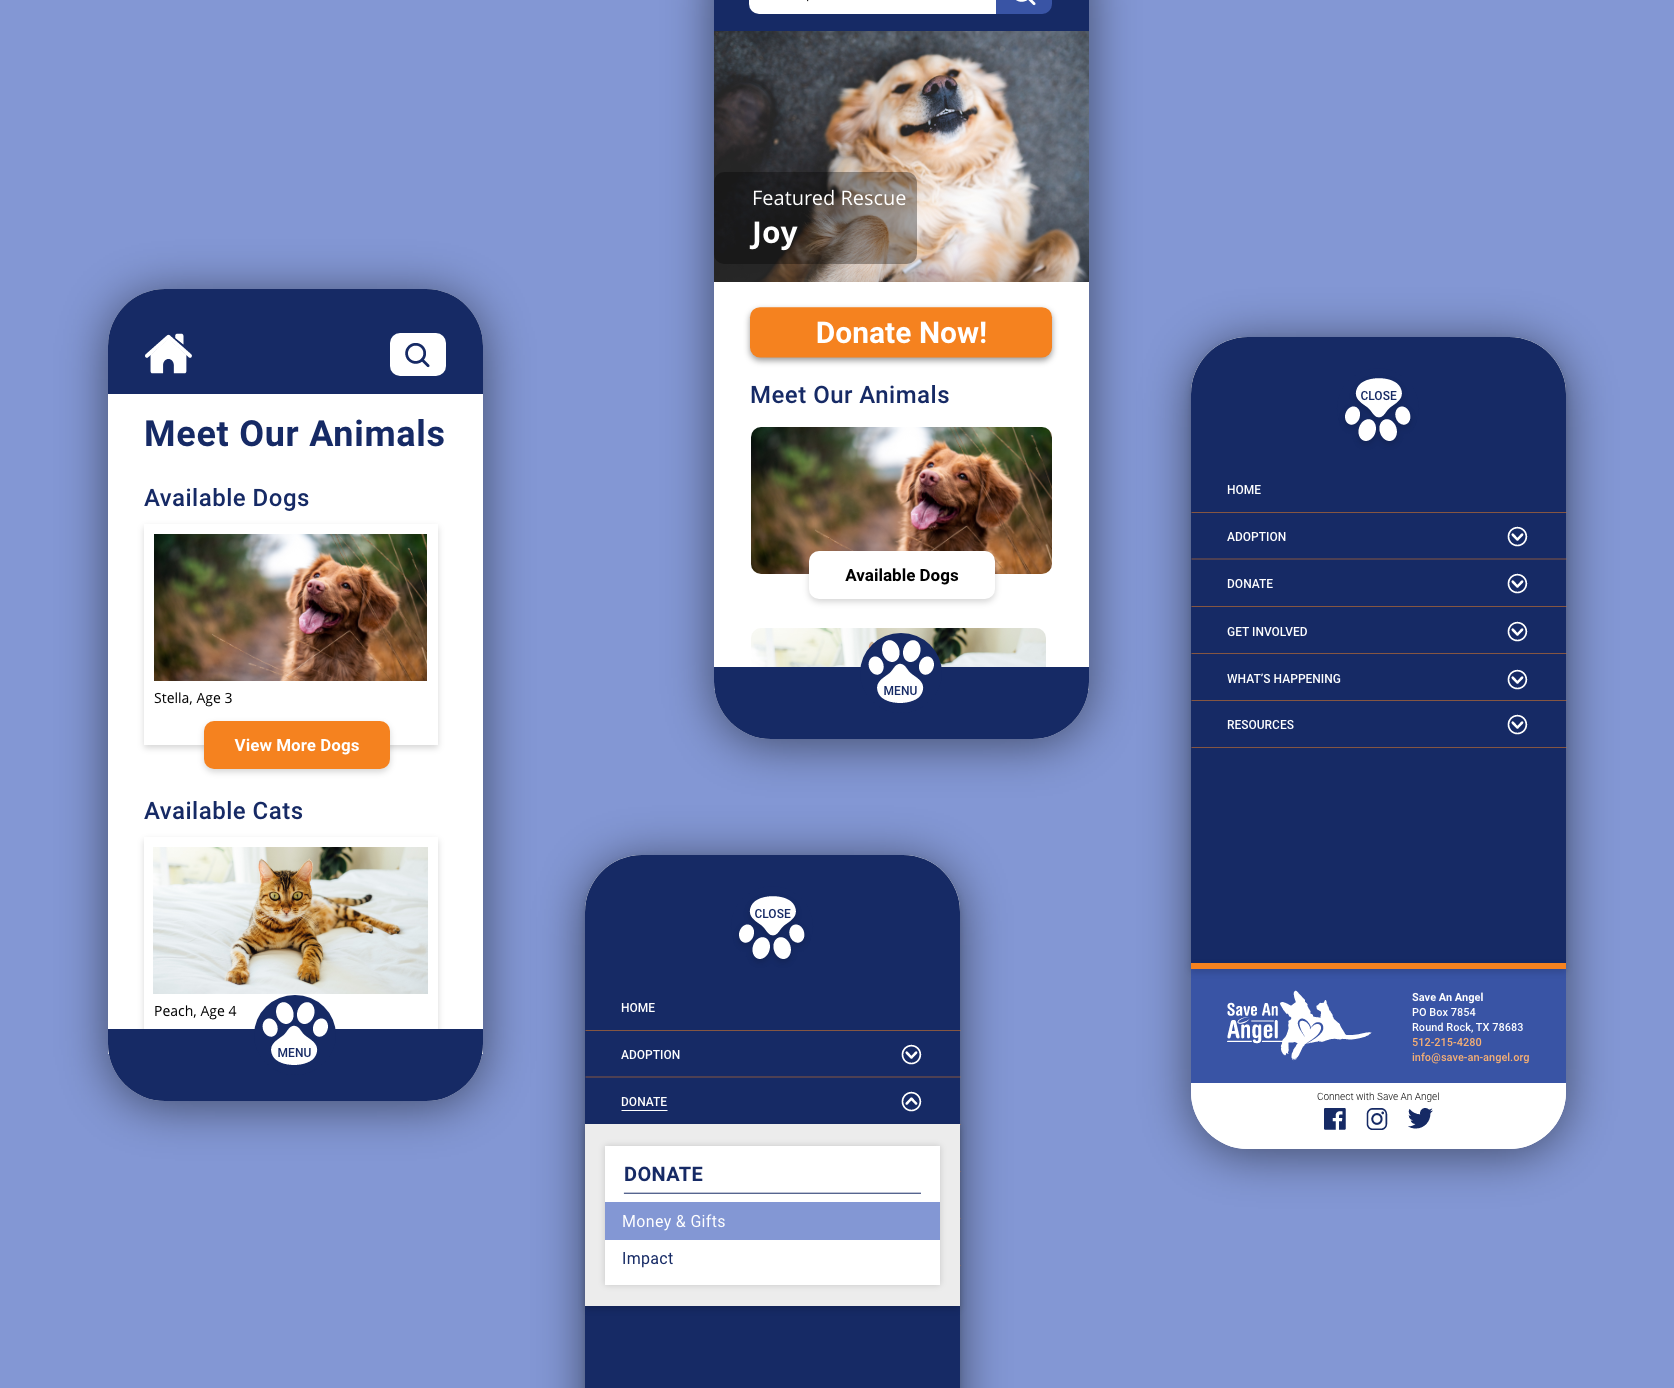 Meet Our Animals
Available Dogs
Stella, Age 3
View More Dogs
Available Cats
Peach, Age 4
MENU
Featured Rescue
Joy
Donate Now!
Meet Our Animals
Available Dogs
MENU
CLOSE
HOME
ADOPTION
DONATE
DONATE
Money & Gifts
Impact
CLOSE
HOME
ADOPTION
DONATE
GET INVOLVED
WHAT'S HAPPENING
RESOURCES
Save An
Angel
Save An Angel
PO Box 7854
Round Rock, TX 78683
512-215-4280
info@save-an-angel.org
Connect with Save An Angel